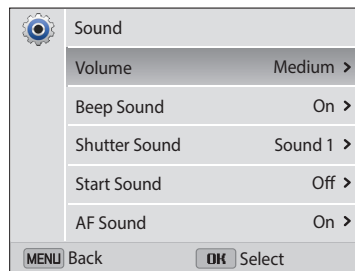 Sound
Volume Medium >
Beep Sound On >
Shutter Sound Sound 1 >
Start Sound Off >
AF Sound On >
MENU Back OK Select